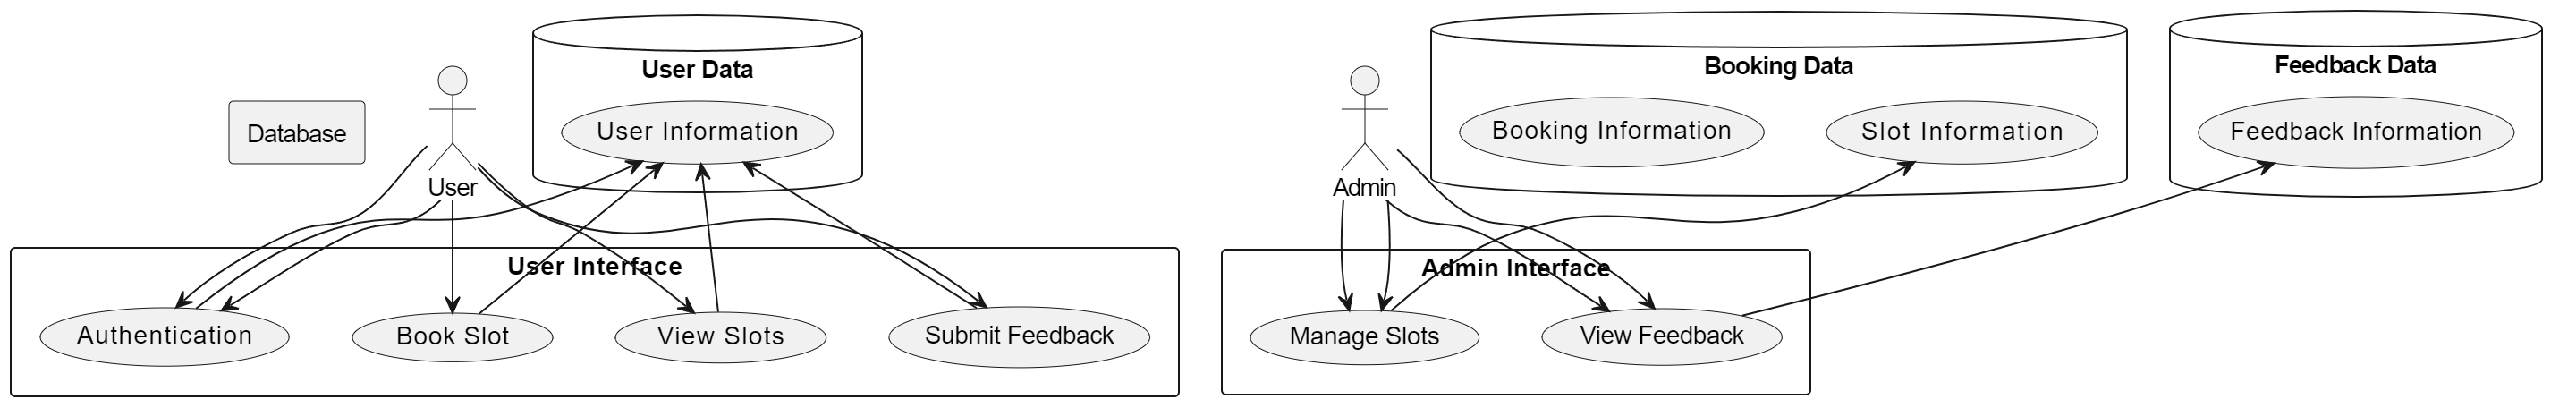 User Data
Booking Data
Feedback Data
Database
User Information
Booking Information
Slot Information
Feedback Information
User
Admin
User Interface
Admin Interface
Authentication
Book Slot
View Slots
Submit Feedback
Manage Slots
View Feedback